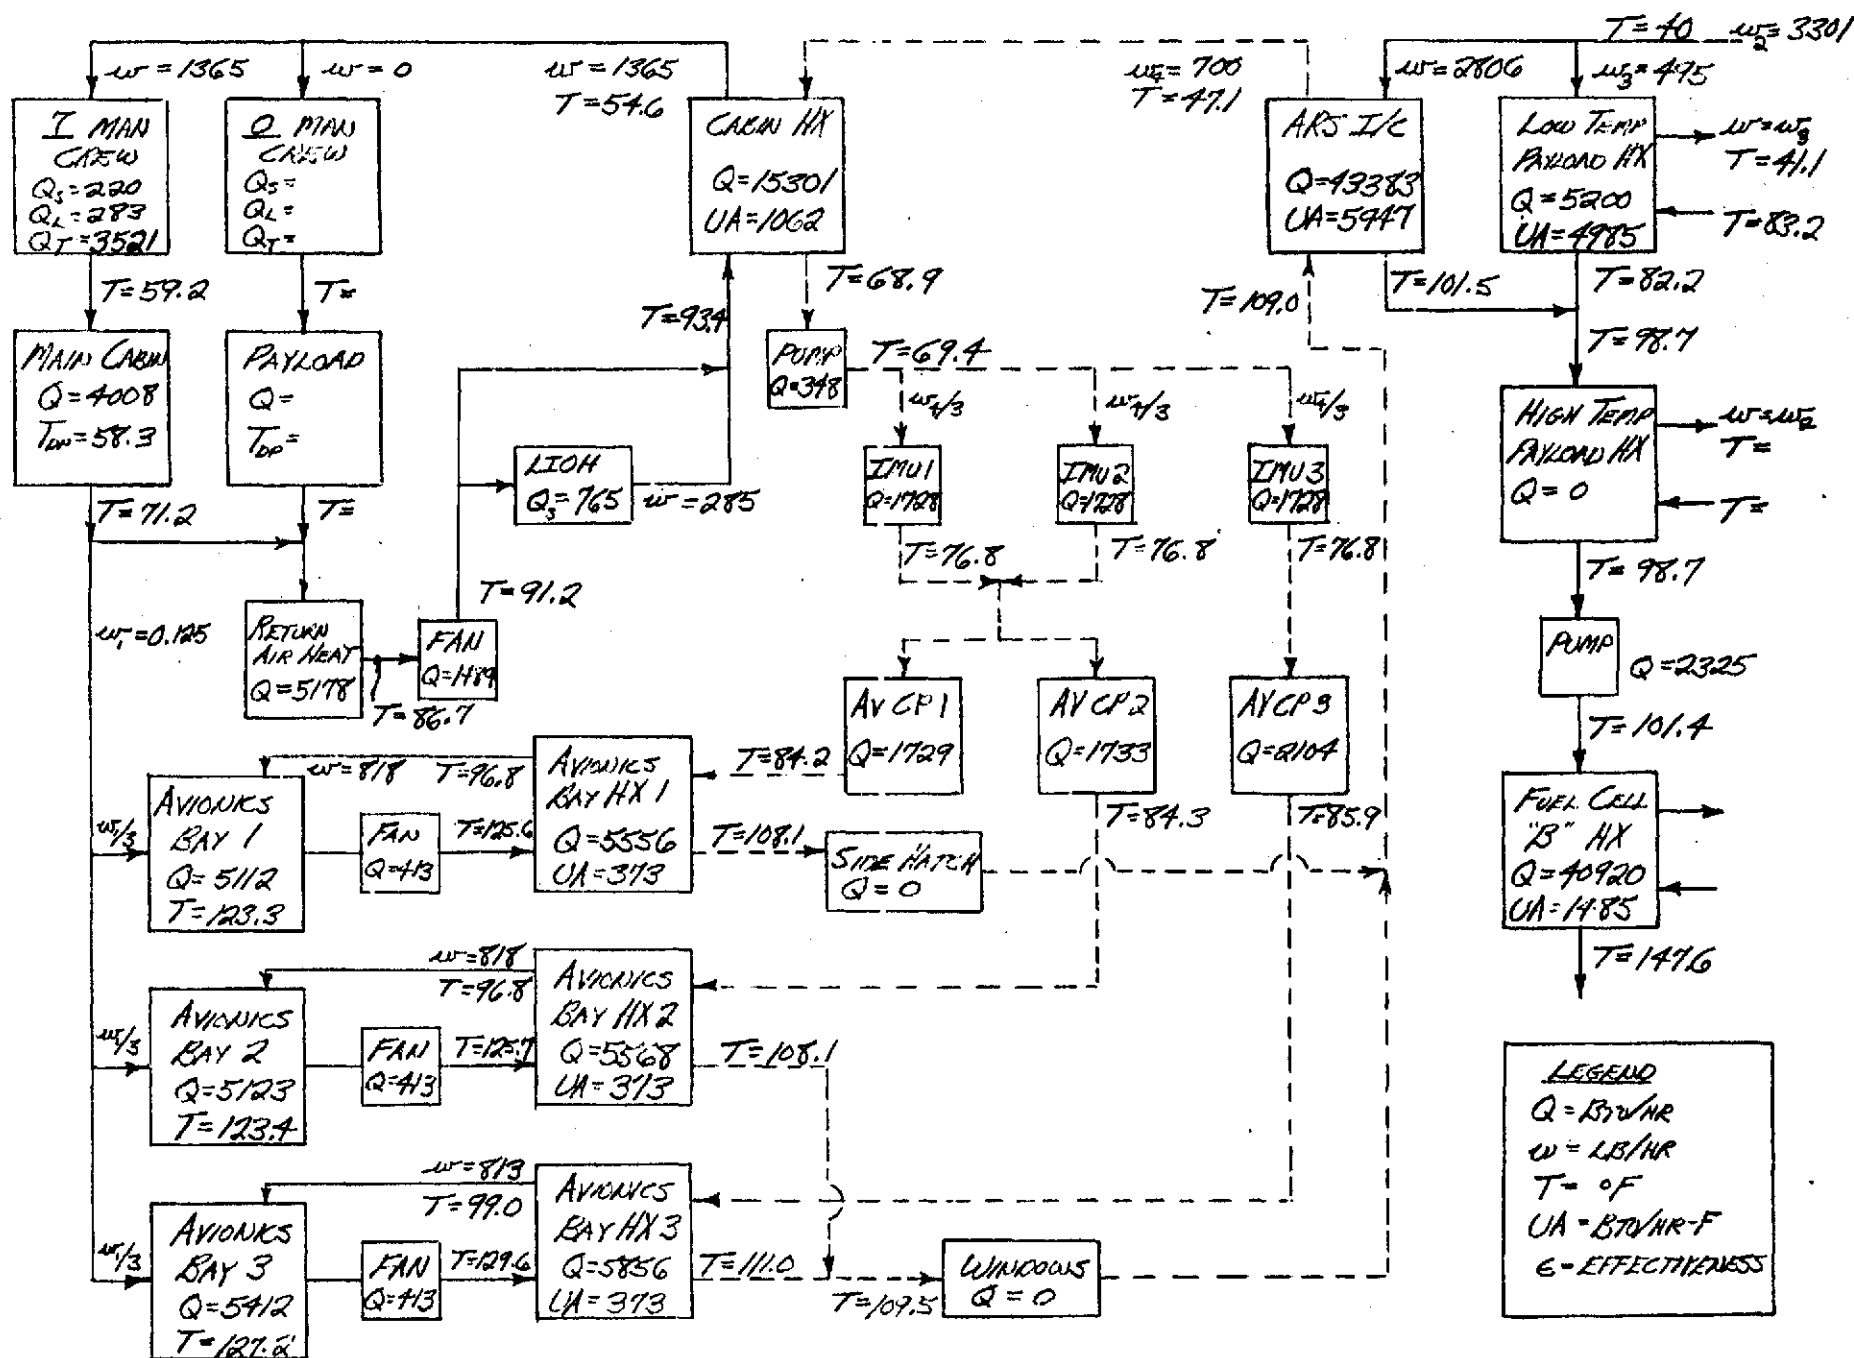 T=40 w2=3301
w=1365
w=0
w=1365
T=54.6
w4=700
T=47.1
w=2806
w3=495
7 MAN
CREW
QS=220
QL=283
QT=3521
0 MAN
CREW
QS=
QL=
QT=
CABIN HX
Q=15301
UA=1062
ARS I/C
Q=43383
UA=5947
LOW TEMP
PAYLOAD HX
Q=5200
UA=4985
w=w3
T=41.1
T=83.2
T=59.2
T=
T=93.4
T=68.9
T=109.0
T=101.5
T=82.2
MAIN CABIN
Q=4008
TDP=58.3
PAYLOAD
Q=
TDP=
PUMP
Q=348
T=69.4
T=98.7
w4/3
w4/3
w4/3
HIGH TEMP
PAYLOAD HX
Q=0
w=w2
T=
T=
LIOH
QS=765
w=285
IMU1
Q=1728
IMU2
Q=1728
IMU3
Q=1728
T=71.2
T=
T=76.8
T=76.8
T=76.8
T=98.7
T=91.2
w1=0.125
RETURN
AIR HEAT
Q=5178
T=86.7
FAN
Q=1489
PUMP
Q=2325
T=101.4
AV CP1
Q=1729
AV CP2
Q=1733
AV CP3
Q=2104
w=818
T=96.8
AVIONICS
BAY HX 1
Q=5556
UA=373
T=84.2
T=84.3
T=85.9
w1/3
AVIONICS
BAY 1
Q=5112
T=123.3
FAN
Q=413
T=125.6
T=108.1
SIDE HATCH
Q=0
FUEL CELL
"B" HX
Q=40920
UA=1485
T=147.6
w=818
T=96.8
AVIONICS
BAY HX2
Q=5568
UA=373
w1/3
AVIONICS
BAY 2
Q=5123
T=123.4
FAN
Q=413
T=125.7
T=108.1
w=813
T=99.0
AVIONICS
BAY HX3
Q=5856
UA=373
w1/3
AVIONICS
BAY 3
Q=5412
T=127.2
FAN
Q=413
T=129.6
T=111.0
T=109.5
WINDOWS
Q=0
LEGEND
Q=BTU/HR
w=LB/HR
T=°F
UA=BTU/HR-F
ϵ-EFFECTIVENESS